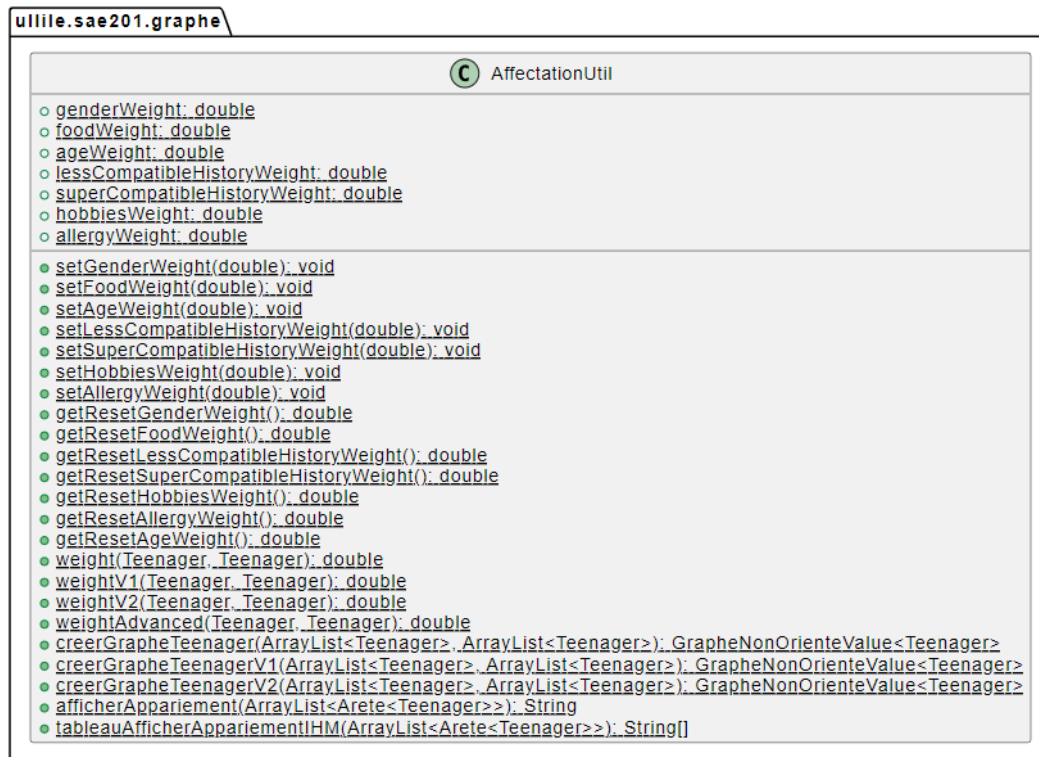 ullile.sae201.graphe
C AffectationUtil
genderWeight: double
foodWeight: double
ageWeight: double
lessCompatibleHistoryWeight: double
superCompatibleHistoryWeight: double
hobbiesWeight: double
allergyWeight: double
setGenderWeight(double): void
setFoodWeight(double): void
setAgeWeight(double): void
setLessCompatibleHistoryWeight(double): void
setSuperCompatibleHistoryWeight(double): void
setHobbiesWeight(double): void
setAllergyWeight(double): void
getResetGenderWeight(): double
getResetFoodWeight(): double
getResetLessCompatibleHistoryWeight(): double
getResetSuperCompatibleHistoryWeight(): double
getResetHobbiesWeight(): double
getResetAllergyWeight(): double
getResetAgeWeight(): double
weight(Teenager, Teenager): double
weightV1(Teenager, Teenager): double
weightV2(Teenager, Teenager): double
weightAdvanced(Teenager, Teenager): double
creerGrapheTeenager(ArrayList<Teenager>, ArrayList<Teenager>): GrapheNonOrienteValue<Teenager>
creerGrapheTeenagerV1(ArrayList<Teenager>, ArrayList<Teenager>): GrapheNonOrienteValue<Teenager>
creerGrapheTeenagerV2(ArrayList<Teenager>, ArrayList<Teenager>): GrapheNonOrienteValue<Teenager>
afficherAppariement(ArrayList<Arete<Teenager>>): String
tableauAfficherAppariementIHM(ArrayList<Arete<Teenager>>): String[]